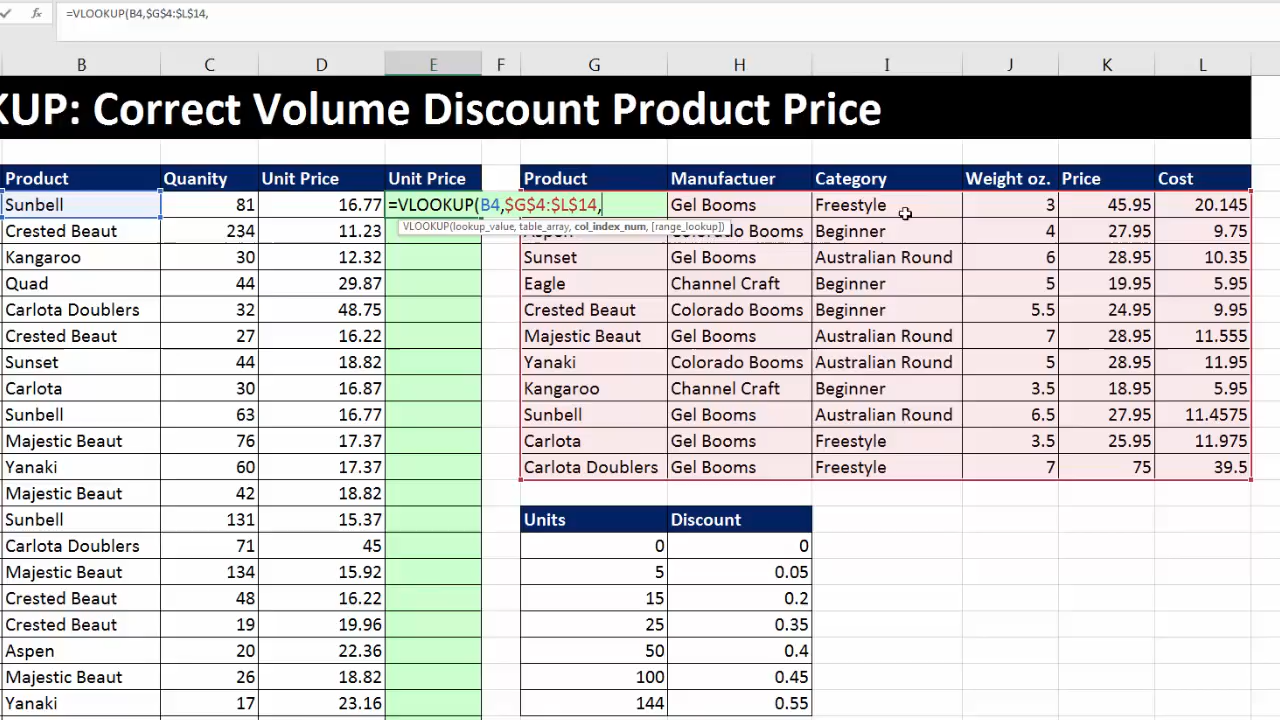 =VLOOKUP(B4,$G$4:$L$14,
B C D E F G H I J K L
KUP: Correct Volume Discount Product Price
Product Quanity Unit Price Unit Price Product Manufactuer Category Weight oz. Price Cost
Sunbell 81 16.77 =VLOOKUP(B4,$G$4:$L$14, Gel Booms Freestyle 3 45.95 20.145
VLOOKUP(lookup_value, table_array, col_index_num, [range_lookup])
Crested Beaut 234 11.23 Aspen Colorado Booms Beginner 4 27.95 9.75
Kangaroo 30 12.32 Sunset Gel Booms Australian Round 6 28.95 10.35
Quad 44 29.87 Eagle Channel Craft Beginner 5 19.95 5.95
Carlota Doublers 32 48.75 Crested Beaut Colorado Booms Beginner 5.5 24.95 9.95
Crested Beaut 27 16.22 Majestic Beaut Gel Booms Australian Round 7 28.95 11.555
Sunset 44 18.82 Yanaki Colorado Booms Australian Round 5 28.95 11.95
Carlota 30 16.87 Kangaroo Channel Craft Beginner 3.5 18.95 5.95
Sunbell 63 16.77 Sunbell Gel Booms Australian Round 6.5 27.95 11.4575
Majestic Beaut 76 17.37 Carlota Gel Booms Freestyle 3.5 25.95 11.975
Yanaki 60 17.37 Carlota Doublers Gel Booms Freestyle 7 75 39.5
Majestic Beaut 42 18.82
Sunbell 131 15.37 Units Discount
Carlota Doublers 71 45 0 0
Majestic Beaut 134 15.92 5 0.05
Crested Beaut 48 16.22 15 0.2
Crested Beaut 19 19.96 25 0.35
Aspen 20 22.36 50 0.4
Majestic Beaut 26 18.82 100 0.45
Yanaki 17 23.16 144 0.55